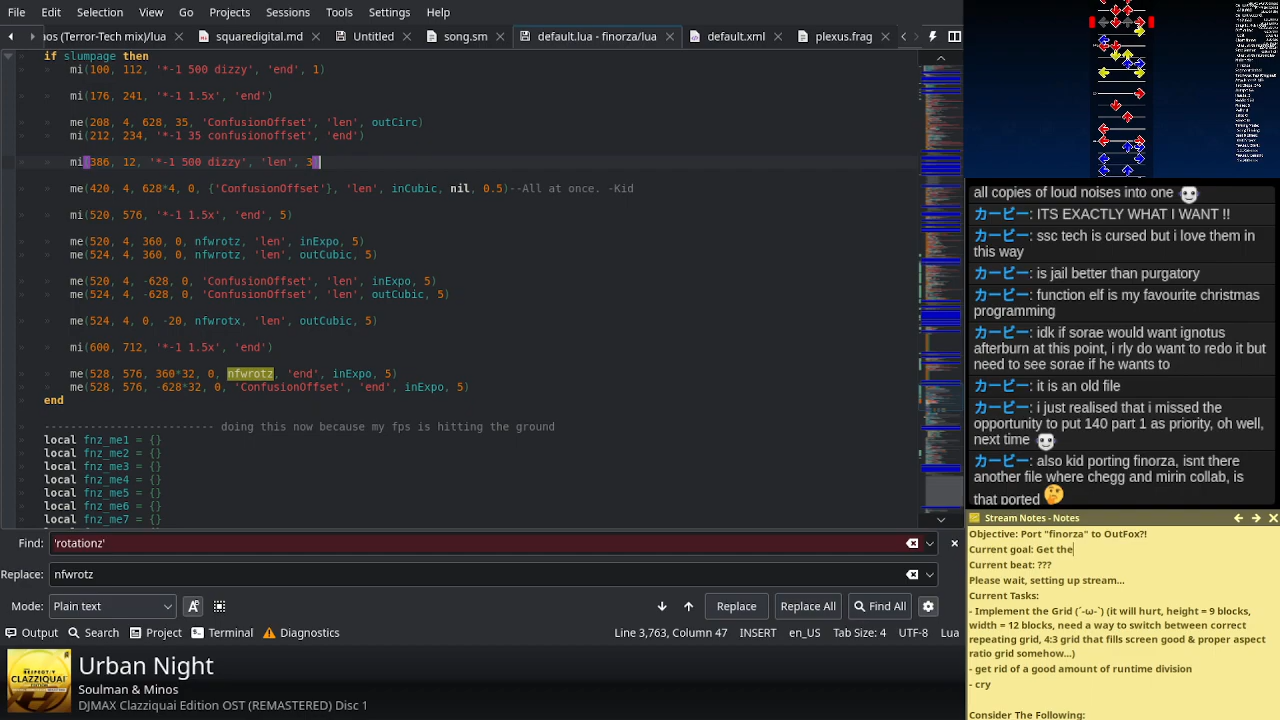 File Edit Selection View Go Projects Sessions Tools Settings Help
aos (Terror-Tech mix)/lua squaredigital.md Untitled song.sm default.lua - finorza/lua default.xml plexus.frag
if slumpage then
mi(100, 112, '*-1 500 dizzy', 'end', 1)
mi(176, 241, '*-1 1.5x', 'end')
me(208, 4, 628, 35, 'ConfusionOffset', 'len', outCirc)
mi(212, 234, '*-1 35 confusionoffset', 'end')
mi(386, 12, '*-1 500 dizzy', 'len', 3)
me(420, 4, 628*4, 0, {'ConfusionOffset'}, 'len', inCubic, nil, 0.5)--All at once. -Kid
mi(520, 576, '*-1 1.5x', 'end', 5)
me(520, 4, 360, 0, nfwrotz, 'len', inExpo, 5)
me(524, 4, 360, 0, nfwrotz, 'len', outCubic, 5)
me(520, 4, -628, 0, 'ConfusionOffset', 'len', inExpo, 5)
me(524, 4, -628, 0, 'ConfusionOffset', 'len', outCubic, 5)
me(524, 4, 0, -20, nfwrotx, 'len', outCubic, 5)
mi(600, 712, '*-1 1.5x', 'end')
me(528, 576, 360*32, 0, nfwrotz, 'end', inExpo, 5)
me(528, 576, -628*32, 0, 'ConfusionOffset', 'end', inExpo, 5)
end
-------------------------- doing this now because my fps is hitting the ground
local fnz_me1 = {}
local fnz_me2 = {}
local fnz_me3 = {}
local fnz_me4 = {}
local fnz_me5 = {}
local fnz_me6 = {}
local fnz_me7 = {}
Find: 'rotationz'
Replace: nfwrotz
Mode: Plain text Replace Replace All Find All
Output Search Project Terminal Diagnostics Line 3,763, Column 47 INSERT en_US Tab Size: 4 UTF-8 Lua
CLAZZIQUAI EDITION
Urban Night
Soulman & Minos
DJMAX Clazziquai Edition OST (REMASTERED) Disc 1
all copies of loud noises into one
カービー: ITS EXACTLY WHAT I WANT !!
カービー: ssc tech is cursed but i love them in
this way
カービー: is jail better than purgatory
カービー: function elf is my favourite christmas
programming
カービー: idk if sorae would want ignotus
afterburn at this point, i rly do want to redo it but
need to see sorae if he wants to
カービー: it is an old file
カービー: i just realised that i missed the
opportunity to put 140 part 1 as priority, oh well,
next time
カービー: also kid porting finorza, isnt there
another file where chegg and mirin collab, is
that ported
Stream Notes - Notes
Objective: Port "finorza" to OutFox?!
Current goal: Get the
Current beat: ???
Please wait, setting up stream...
Current Tasks:
- Implement the Grid (´-ω-`) (it will hurt, height = 9 blocks,
width = 12 blocks, need a way to switch between correct
repeating grid, 4:3 grid that fills screen good & proper aspect
ratio grid somehow...)
- get rid of a good amount of runtime division
- cry
Consider The Following: